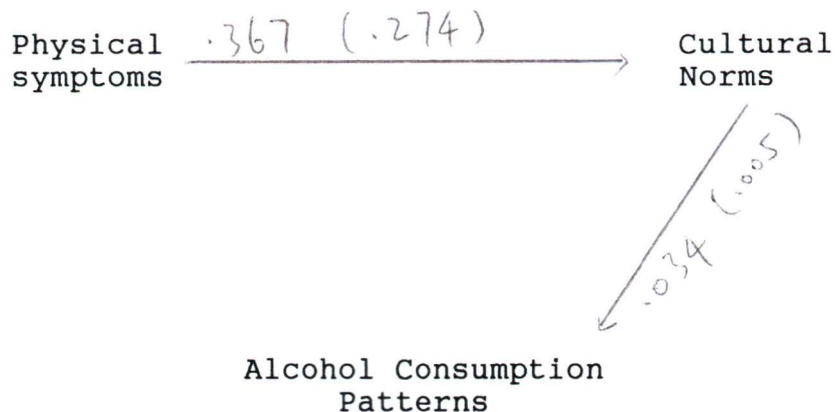 Physical
symptoms
.367 (.274)
Cultural
Norms
.034 (.005)
Alcohol Consumption
Patterns